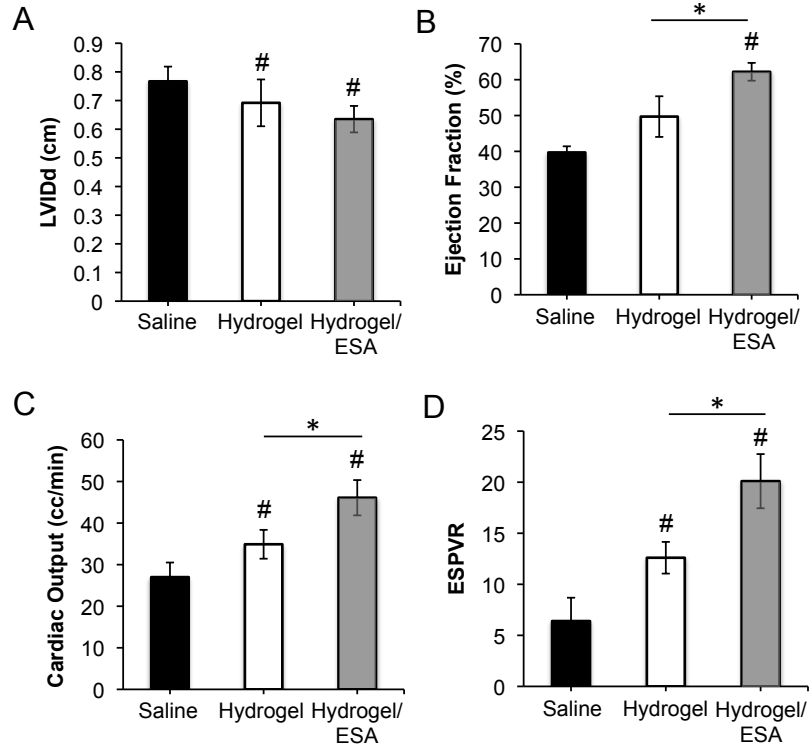 A
LVIDd (cm)
0.9
0.8
0.7
0.6
0.5
0.4
0.3
0.2
0.1
0
#
#
Saline
Hydrogel
Hydrogel/
ESA
B
Ejection Fraction (%)
70
60
50
40
30
20
10
0
*
#
Saline
Hydrogel
Hydrogel/
ESA
C
Cardiac Output (cc/min)
60
50
40
30
20
10
0
*
#
#
Saline
Hydrogel
Hydrogel/
ESA
D
ESPVR
25
20
15
10
5
0
*
#
#
Saline
Hydrogel
Hydrogel/
ESA